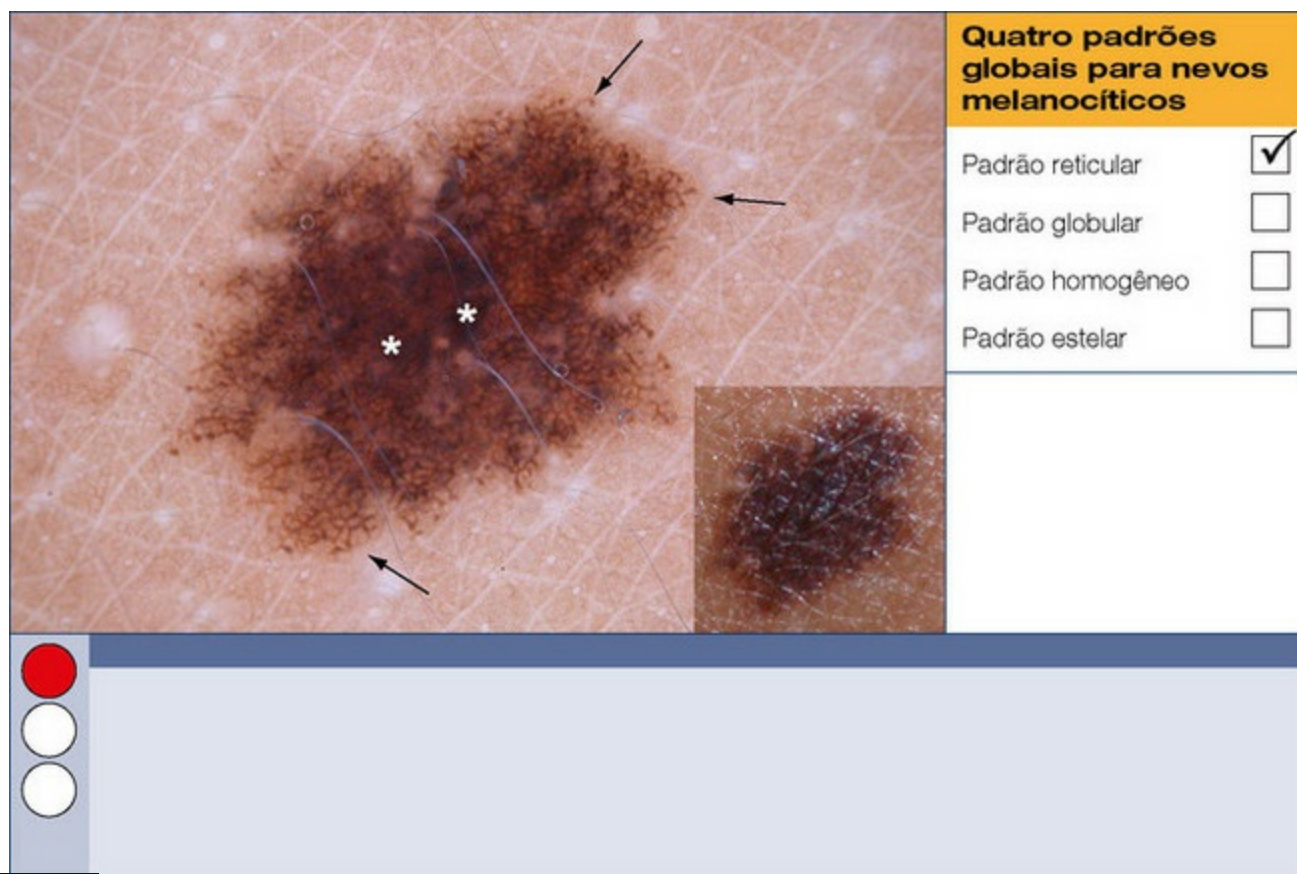 Quatro padrões
globais para nevos
melanocíticos
Padrão reticular
Padrão globular
Padrão homogêneo
Padrão estelar
* *